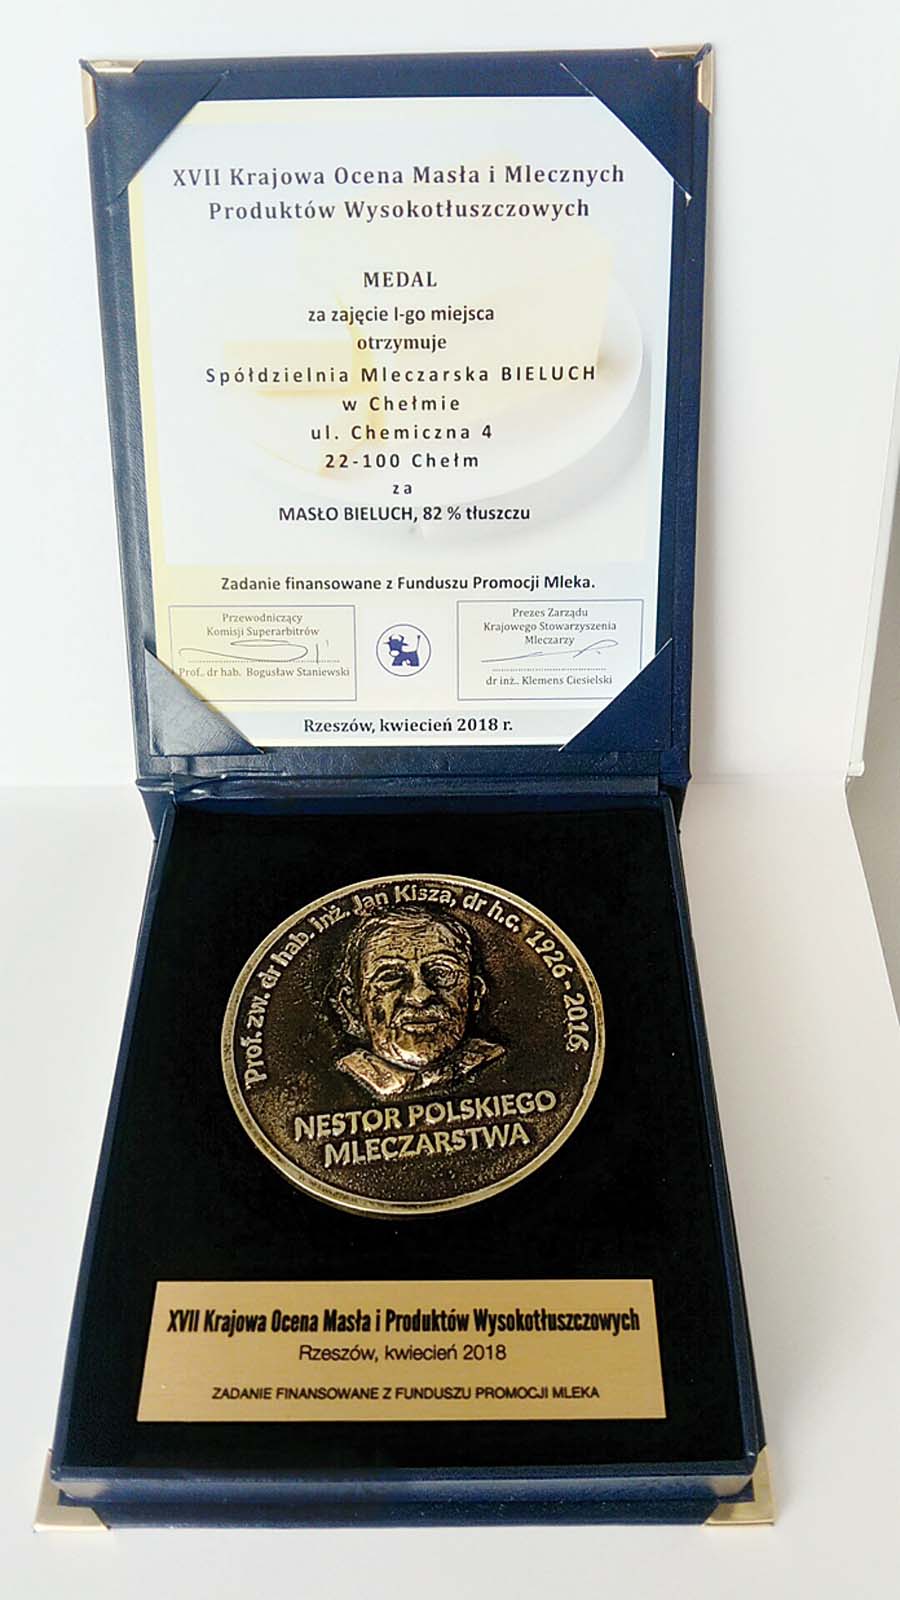 XVII Krajowa Ocena Masła i Mlecznych
Produktów Wysokotłuszczowych
MEDAL
za zajęcie I-go miejsca
otrzymuje
Spółdzielnia Mleczarska BIELUCH
w Chełmie
ul. Chemiczna 4
22-100 Chełm
za
MASŁO BIELUCH, 82 % tłuszczu
Zadanie finansowane z Funduszu Promocji Mleka.
Przewodniczący
Komisji Superarbitrów
Prof.. dr hab. Bogusław Staniewski
Prezes Zarządu
Krajowego Stowarzyszenia
Mleczarzy
dr inż.. Klemens Ciesielski
Rzeszów, kwiecień 2018 r.
Prof. zw. dr hab. inż. Jan Kisza, dr h.c. 1926 - 2016
NESTOR POLSKIEGO
MLECZARSTWA
XVII Krajowa Ocena Masła i Produktów Wysokotłuszczowych
Rzeszów, kwiecień 2018
ZADANIE FINANSOWANE Z FUNDUSZU PROMOCJI MLEKA